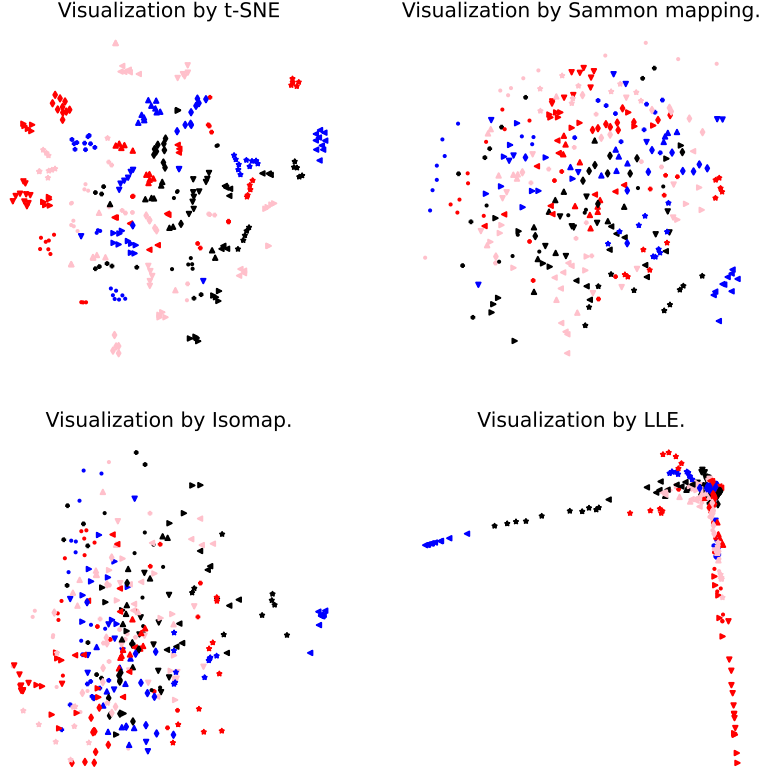 Visualization by t-SNE
Visualization by Sammon mapping.
Visualization by Isomap.
Visualization by LLE.